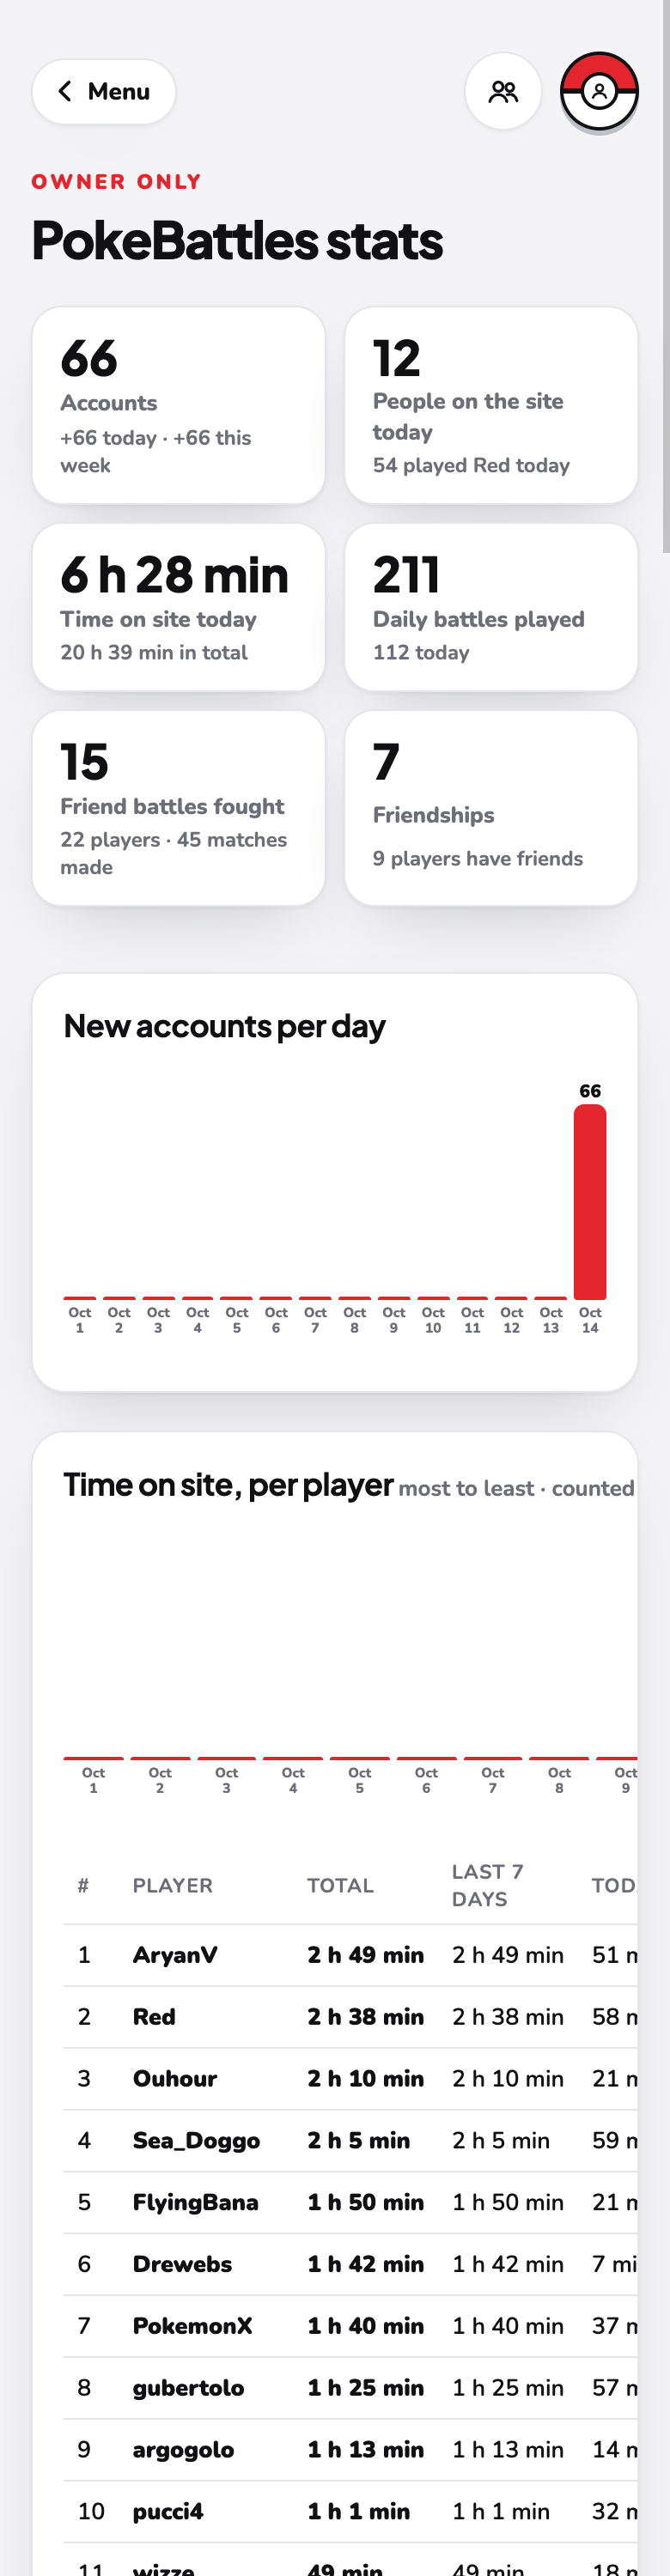 Menu
OWNER ONLY
PokeBattles stats
66
Accounts
+66 today · +66 this
week
12
People on the site
today
54 played Red today
6 h 28 min
Time on site today
20 h 39 min in total
211
Daily battles played
112 today
15
Friend battles fought
22 players · 45 matches
made
7
Friendships
9 players have friends
New accounts per day
66
Oct 1 Oct 2 Oct 3 Oct 4 Oct 5 Oct 6 Oct 7 Oct 8 Oct 9 Oct 10 Oct 11 Oct 12 Oct 13 Oct 14
Time on site, per player most to least · counted
Oct 1 Oct 2 Oct 3 Oct 4 Oct 5 Oct 6 Oct 7 Oct 8 Oct 9
# PLAYER TOTAL LAST 7 DAYS
1 AryanV 2 h 49 min 2 h 49 min 51
2 Red 2 h 38 min 2 h 38 min 58
3 Ouhour 2 h 10 min 2 h 10 min 21
4 Sea_Doggo 2 h 5 min 2 h 5 min 59
5 FlyingBana 1 h 50 min 1 h 50 min 21
6 Drewebs 1 h 42 min 1 h 42 min 7
7 PokemonX 1 h 40 min 1 h 40 min 37
8 gubertolo 1 h 25 min 1 h 25 min 57
9 argogolo 1 h 13 min 1 h 13 min 14
10 pucci4 1 h 1 min 1 h 1 min 32
11 wizze 49 min 49 min 18